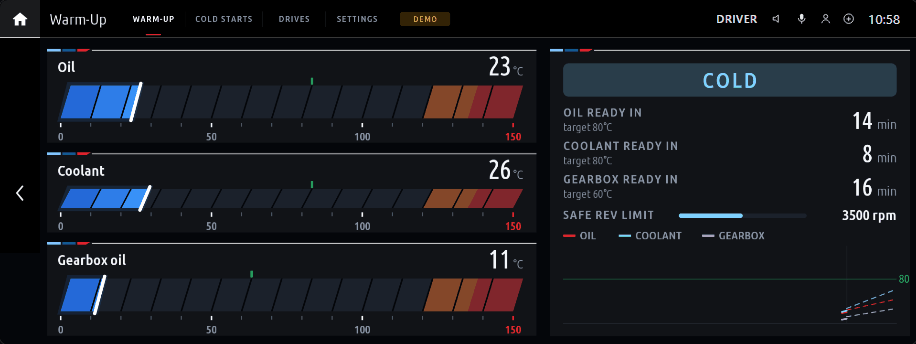 Warm-Up WARM-UP COLD STARTS DRIVES SETTINGS DEMO DRIVER 10:58
Oil 23 °C
0 50 100 150
Coolant 26 °C
0 50 100 150
Gearbox oil 11 °C
0 50 100 150
COLD
OIL READY IN 14 min
target 80°C
COOLANT READY IN 8 min
target 80°C
GEARBOX READY IN 16 min
target 60°C
SAFE REV LIMIT 3500 rpm
OIL COOLANT GEARBOX
80